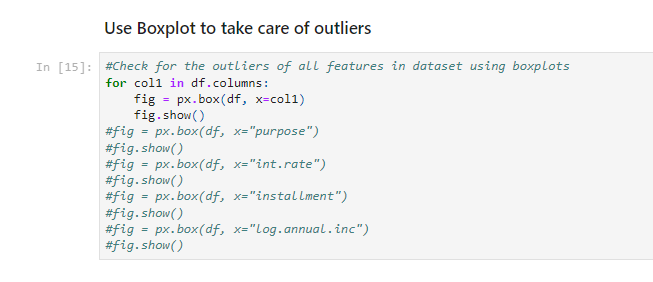 Use Boxplot to take care of outliers
In [15]: #Check for the outliers of all features in dataset using boxplots
for col1 in df.columns:
    fig = px.box(df, x=col1)
    fig.show()
#fig = px.box(df, x="purpose")
#fig.show()
#fig = px.box(df, x="int.rate")
#fig.show()
#fig = px.box(df, x="installment")
#fig.show()
#fig = px.box(df, x="log.annual.inc")
#fig.show()